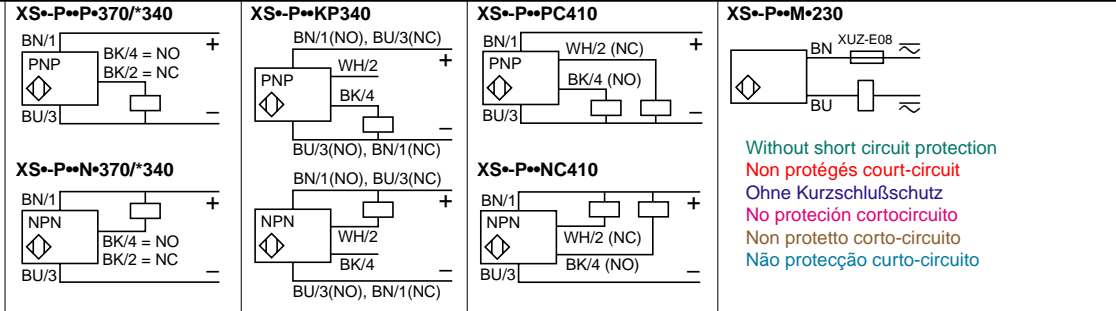 XS•-P••P•370/*340
BN/1
PNP
BK/4 = NO
BK/2 = NC
+
BU/3
–
XS•-P••N•370/*340
BN/1
NPN
+
BK/4 = NO
BK/2 = NC
BU/3
–
XS•-P••KP340
BN/1(NO), BU/3(NC)
+
PNP
WH/2
BK/4
–
BU/3(NO), BN/1(NC)
BN/1(NO), BU/3(NC)
+
NPN
WH/2
BK/4
–
BU/3(NO), BN/1(NC)
XS•-P••PC410
BN/1
WH/2 (NC)
+
PNP
BK/4 (NO)
BU/3
–
XS•-P••NC410
BN/1
+
NPN
WH/2 (NC)
BK/4 (NO)
BU/3
–
XS•-P••M•230
BN
XUZ-E08
BU
Without short circuit protection
Non protégés court-circuit
Ohne Kurzschlußschutz
No proteción cortocircuito
Non protetto corto-circuito
Não protecção curto-circuito